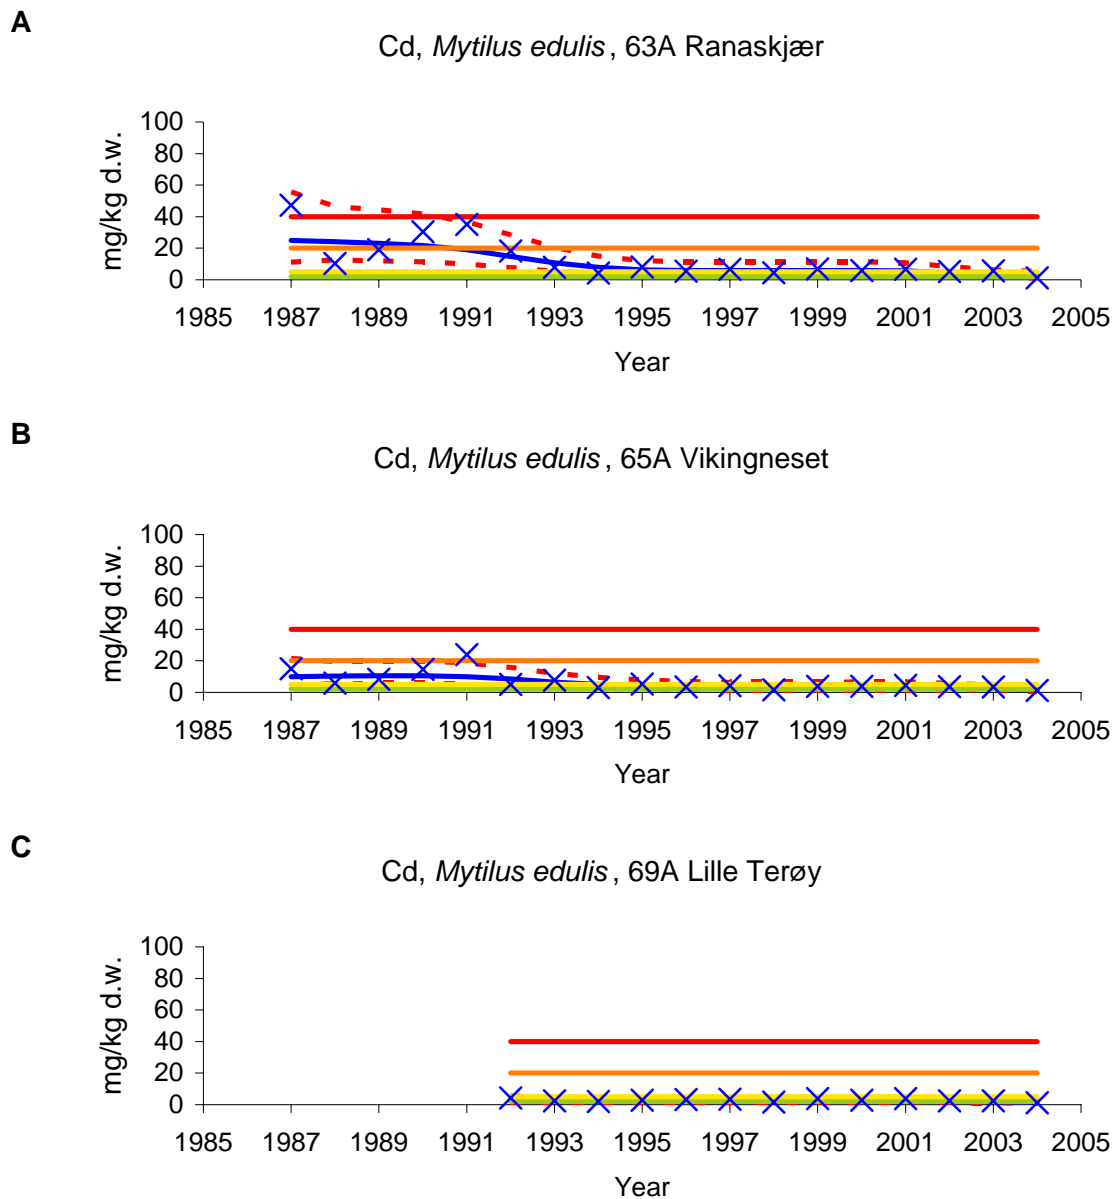 A
Cd, Mytilus edulis, 63A Ranaskjær
mg/kg d.w.
100
80
60
40
20
0
1985 1987 1989 1991 1993 1995 1997 1999 2001 2003 2005
Year
B
Cd, Mytilus edulis, 65A Vikingneset
mg/kg d.w.
100
80
60
40
20
0
1985 1987 1989 1991 1993 1995 1997 1999 2001 2003 2005
Year
C
Cd, Mytilus edulis, 69A Lille Terøy
mg/kg d.w.
100
80
60
40
20
0
1985 1987 1989 1991 1993 1995 1997 1999 2001 2003 2005
Year